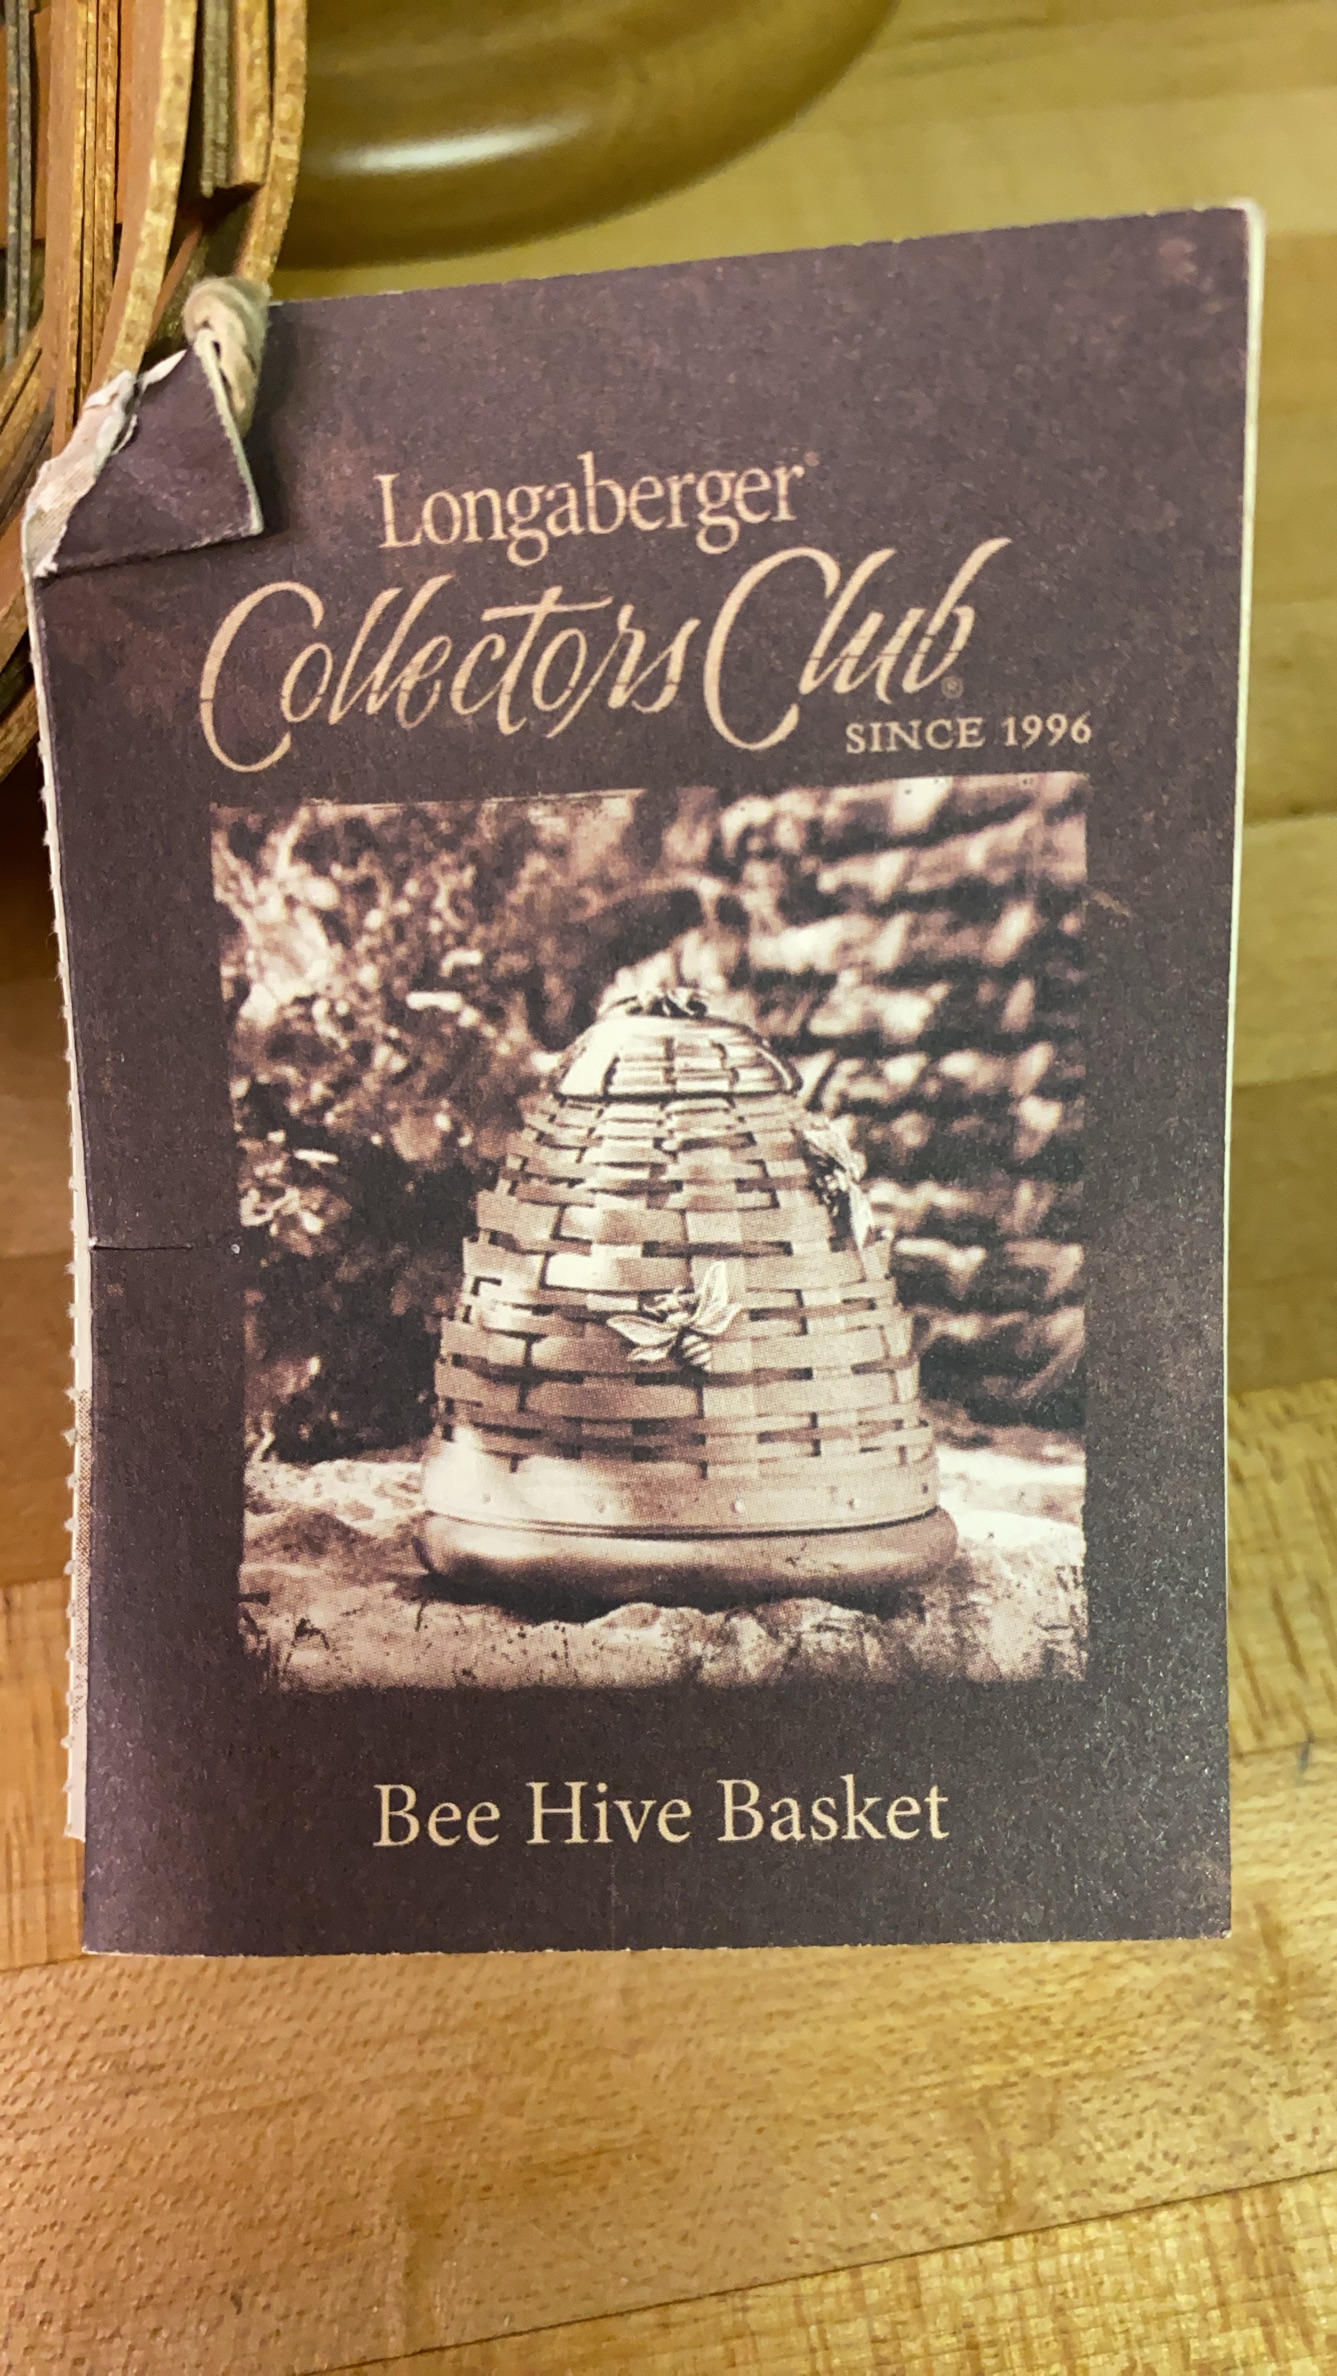 Longaberger
Collectors Club®
SINCE 1996
Bee Hive Basket